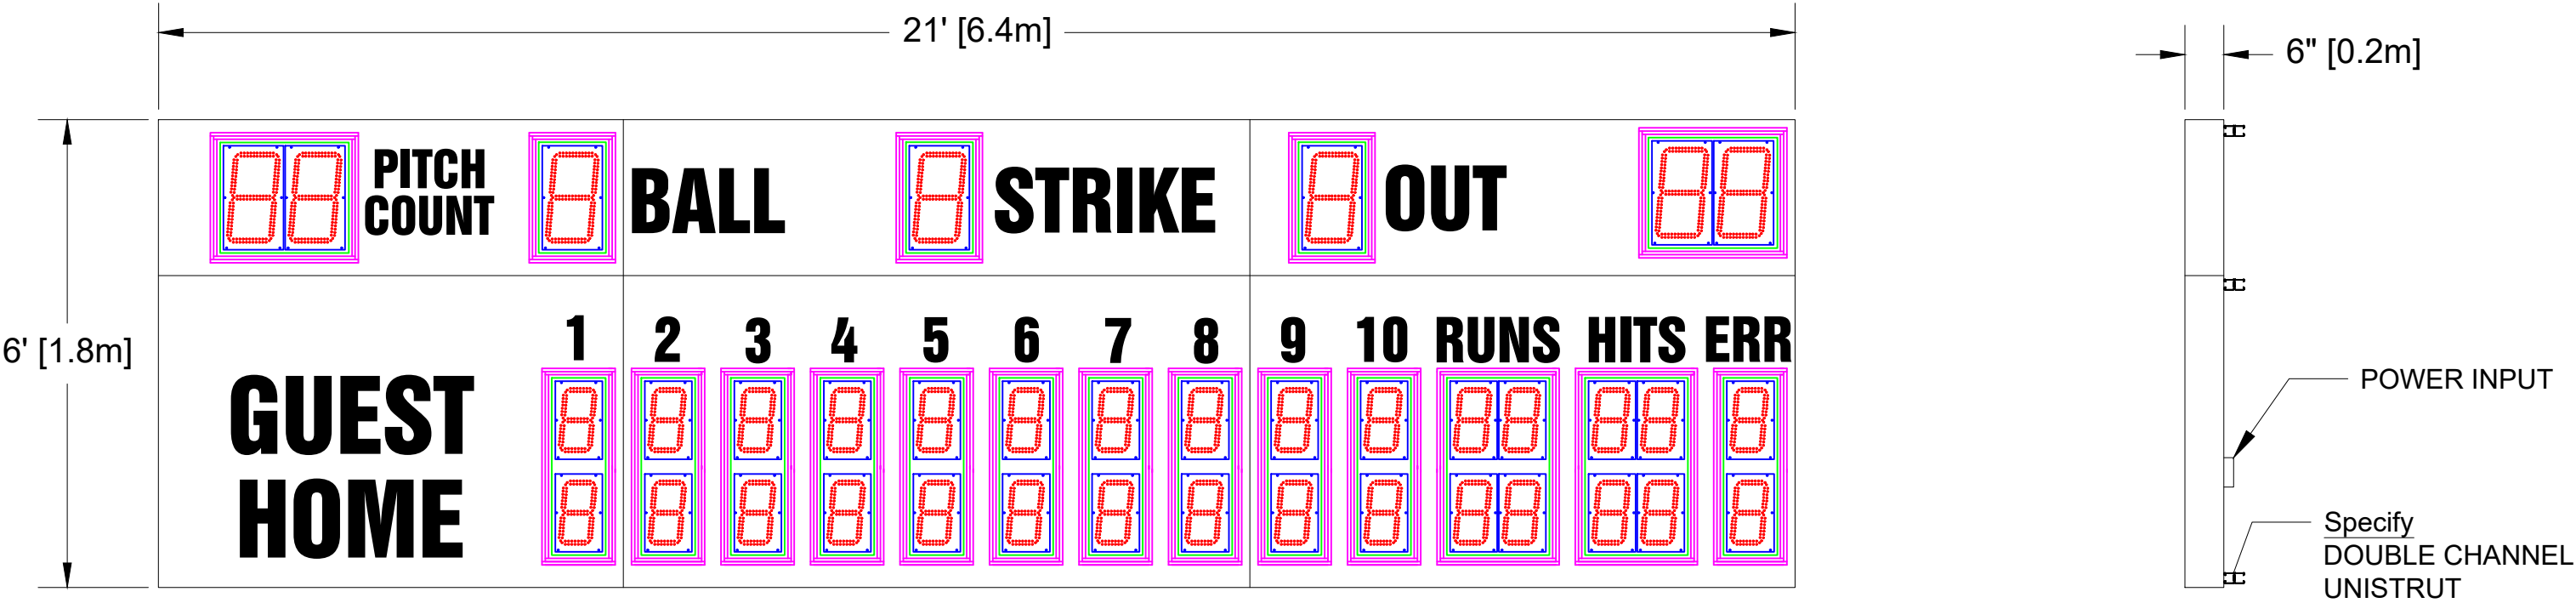 21' [6.4m]
6" [0.2m]
PITCH
COUNT
BALL
STRIKE
OUT
6' [1.8m]
1 2 3 4 5 6 7 8 9 10 RUNS HITS ERR
GUEST
HOME
POWER INPUT
Specify
DOUBLE CHANNEL
UNISTRUT